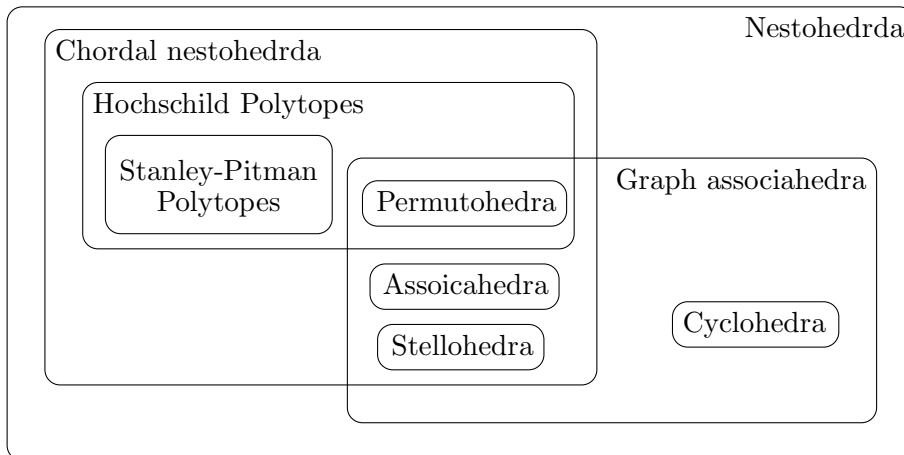 Nestohedrda
Chordal nestohedrda
Hochschild Polytopes
Stanley-Pitman
Polytopes
Graph associahedra
Permutohedra
Assoicahedra
Cyclohedra
Stellohedra